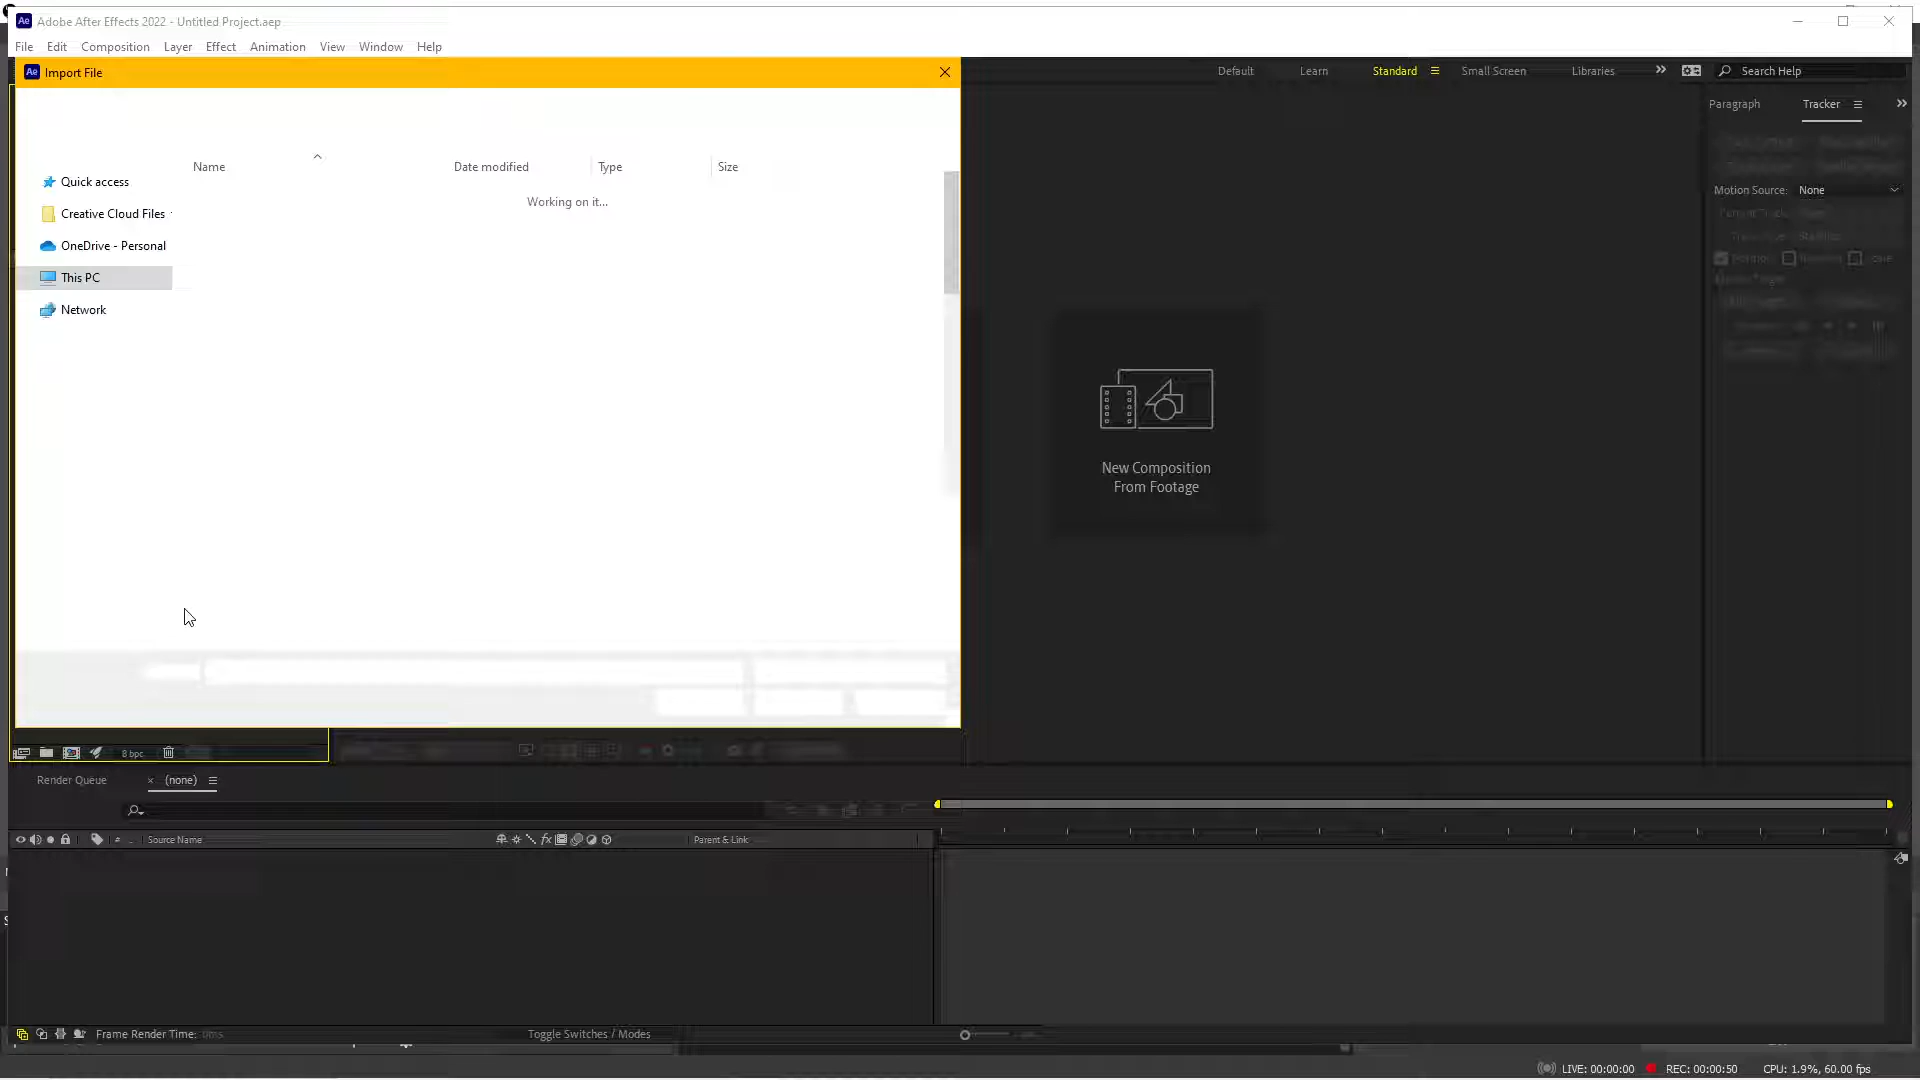 Adobe After Effects 2022 - Untitled Project.aep
File Edit Composition Layer Effect Animation View Window Help
Ae Import File
Default Learn Standard Small Screen Libraries Search Help
Paragraph Tracker
Name Date modified Type Size
Working on it...
Quick access
Creative Cloud Files
OneDrive - Personal
This PC
Network
Motion Source: None
New Composition
From Footage
8 bpc
Render Queue (none)
# Source Name fx Parent & Link
Frame Render Time: 0ms Toggle Switches / Modes
LIVE: 00:00:00 REC: 00:00:50 CPU: 1.9%, 60.00 fps